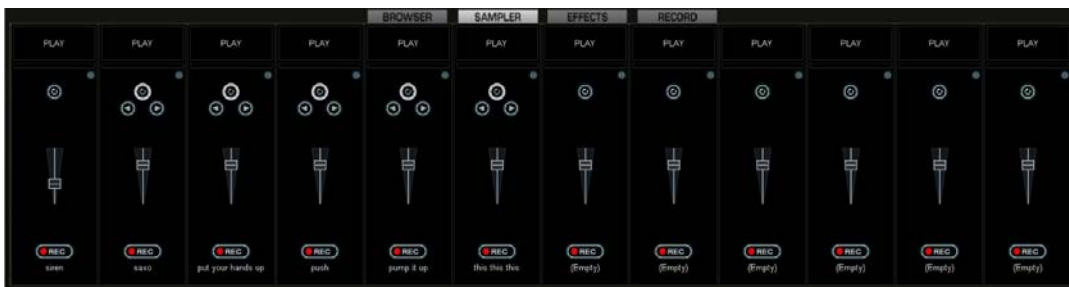 BROWSER SAMPLER EFFECTS RECORD
PLAY PLAY PLAY PLAY PLAY PLAY PLAY PLAY PLAY PLAY PLAY PLAY
REC REC REC REC REC REC REC REC REC REC REC REC
siren saxo put your hands up push pump it up this this this (Empty) (Empty) (Empty) (Empty) (Empty) (Empty)